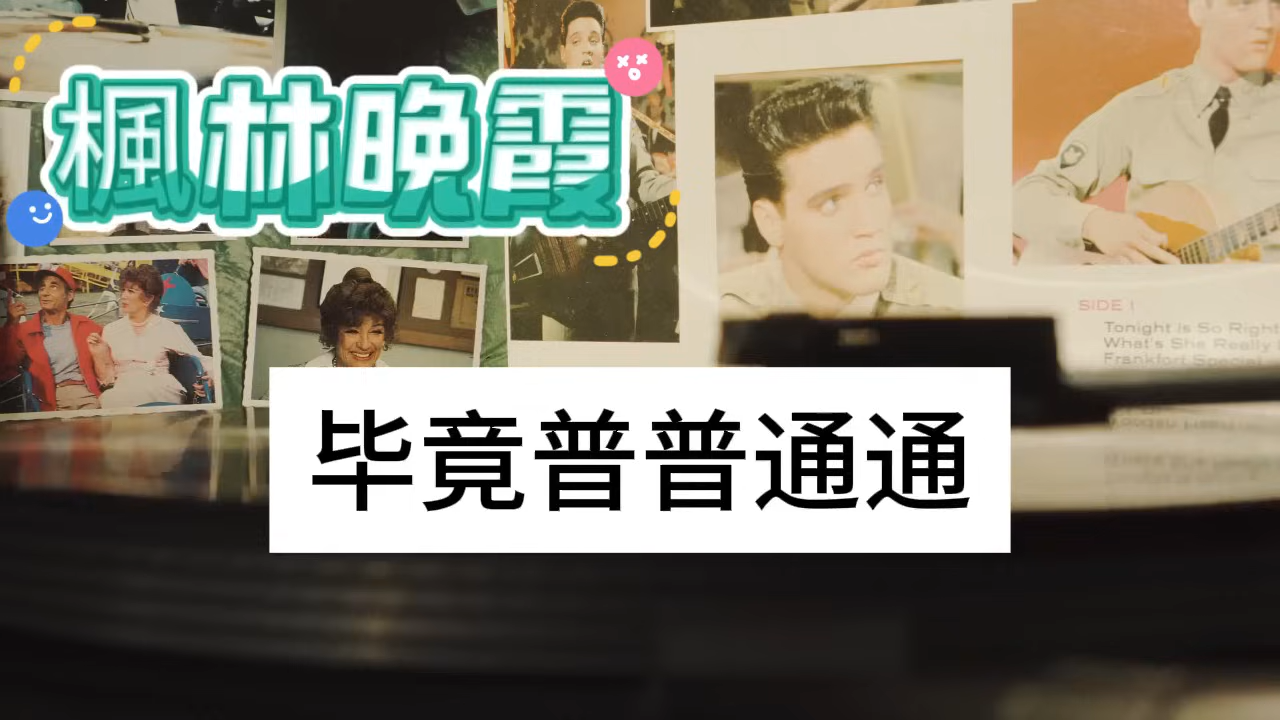 楓林晚霞
SIDE 1
Tonight Is So Right
What's She Really
Frankfort Special
毕竟普普通通